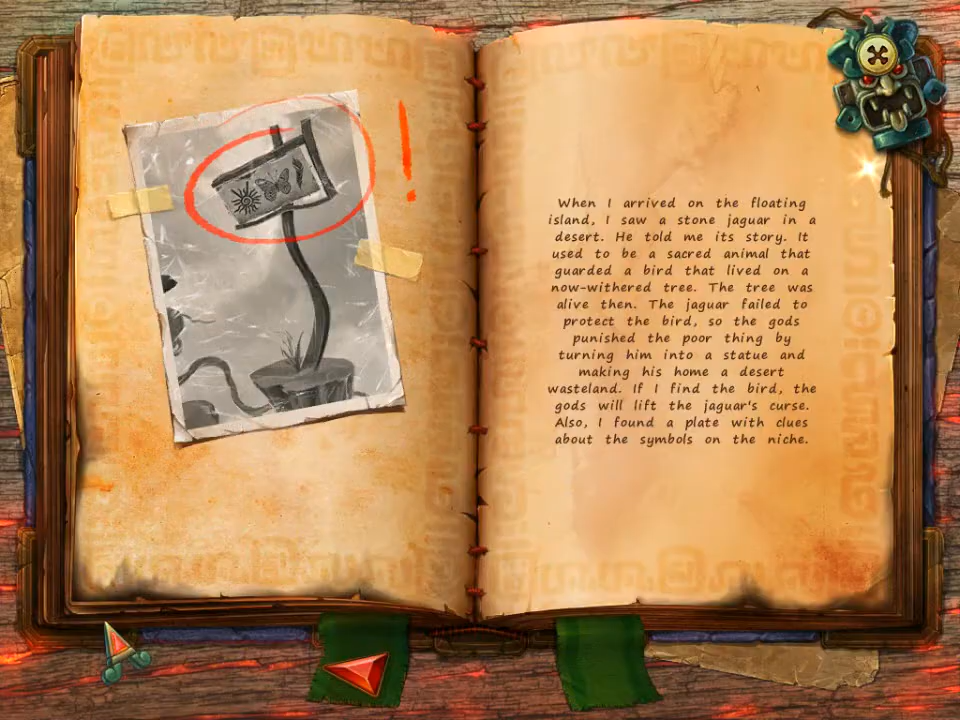 When I arrived on the floating
island, I saw a stone jaguar in a
desert. He told me its story. It
used to be a sacred animal that
guarded a bird that lived on a
now-withered tree. The tree was
alive then. The jaguar failed to
protect the bird, so the gods
punished the poor thing by
turning him into a statue and
making his home a desert
wasteland. If I find the bird, the
gods will lift the jaguar's curse.
Also, I found a plate with clues
about the symbols on the niche.